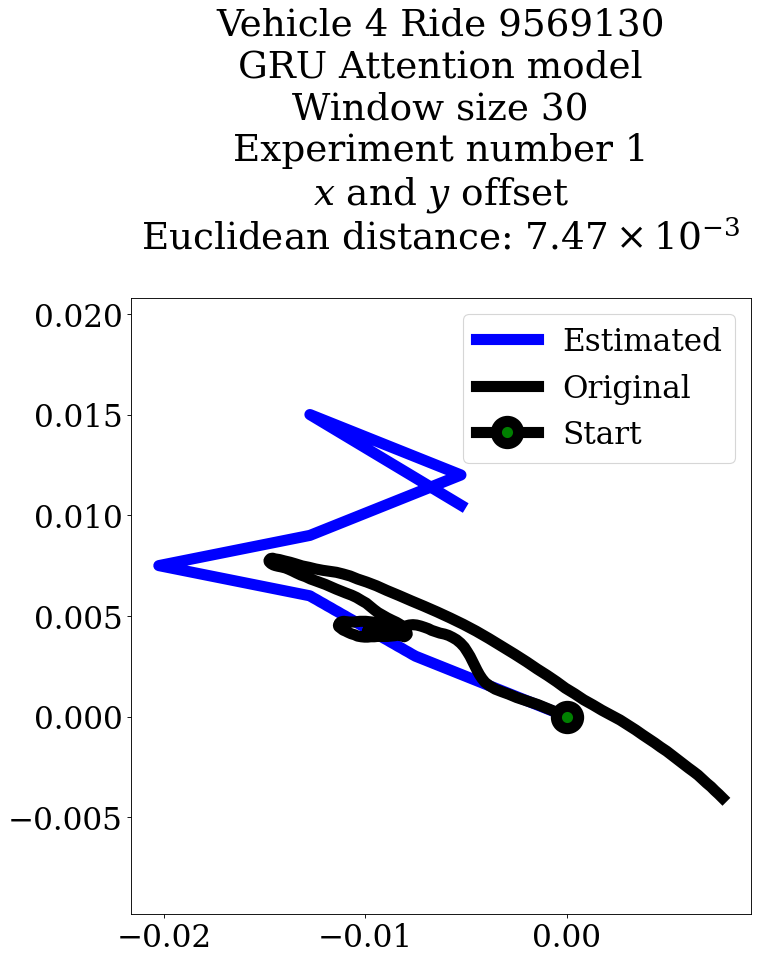 Vehicle 4 Ride 9569130
GRU Attention model
Window size 30
Experiment number 1
x and y offset
Euclidean distance: 7.47 × 10⁻³
Estimated
Original
Start
0.020
0.015
0.010
0.005
0.000
−0.005
−0.02
−0.01
0.00